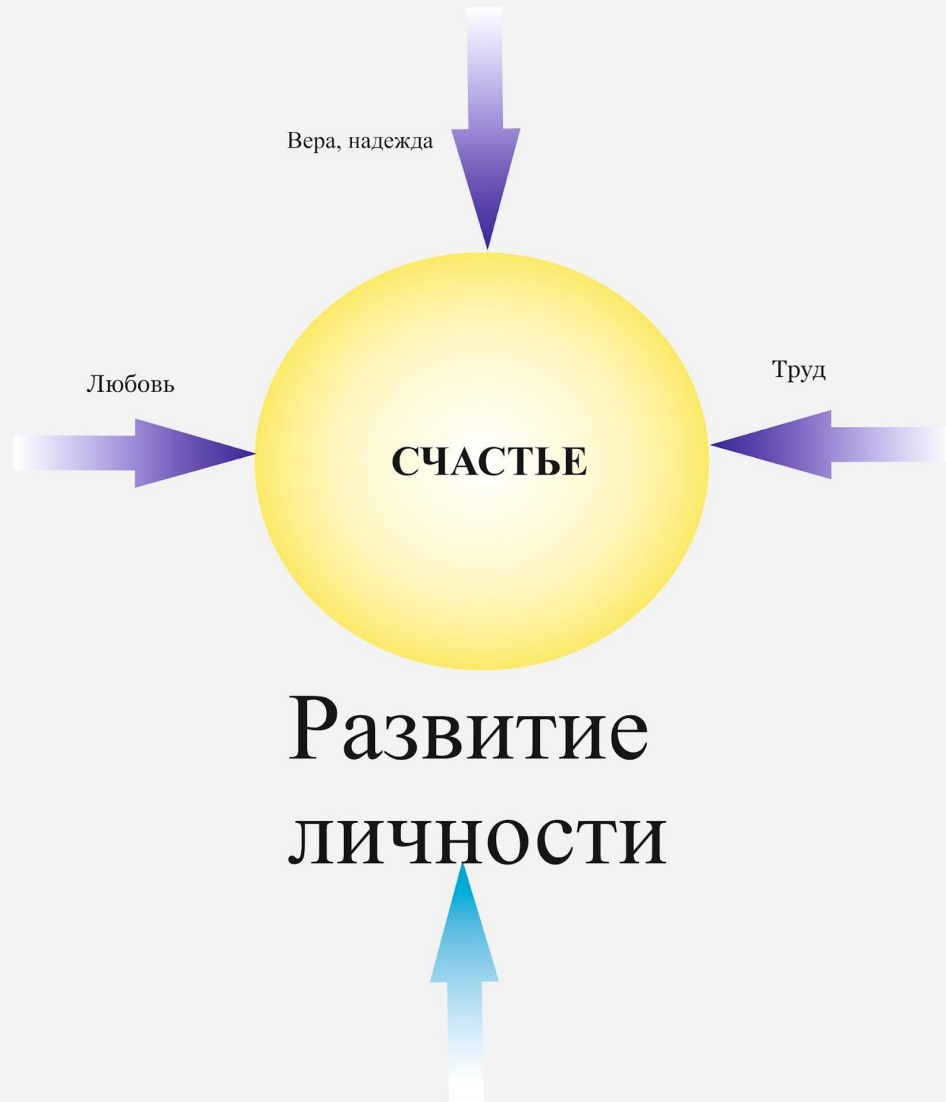 Вера, надежда
Любовь
Труд
СЧАСТЬЕ
Развитие
личности